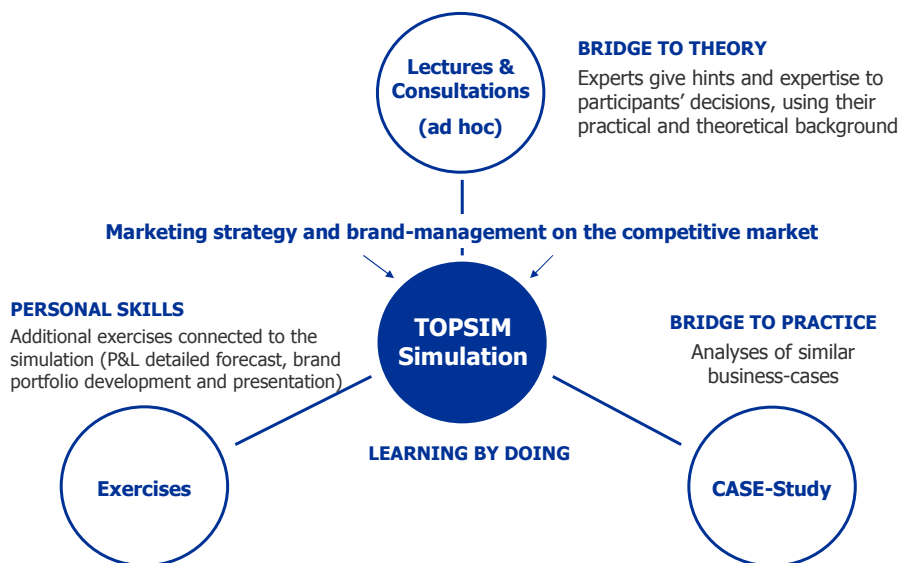 Lectures &
Consultations
(ad hoc)
BRIDGE TO THEORY
Experts give hints and expertise to
participants’ decisions, using their
practical and theoretical background
Marketing strategy and brand-management on the competitive market
PERSONAL SKILLS
Additional exercises connected to the
simulation (P&L detailed forecast, brand
portfolio development and presentation)
TOPSIM
Simulation
BRIDGE TO PRACTICE
Analyses of similar
business-cases
LEARNING BY DOING
Exercises
CASE-Study